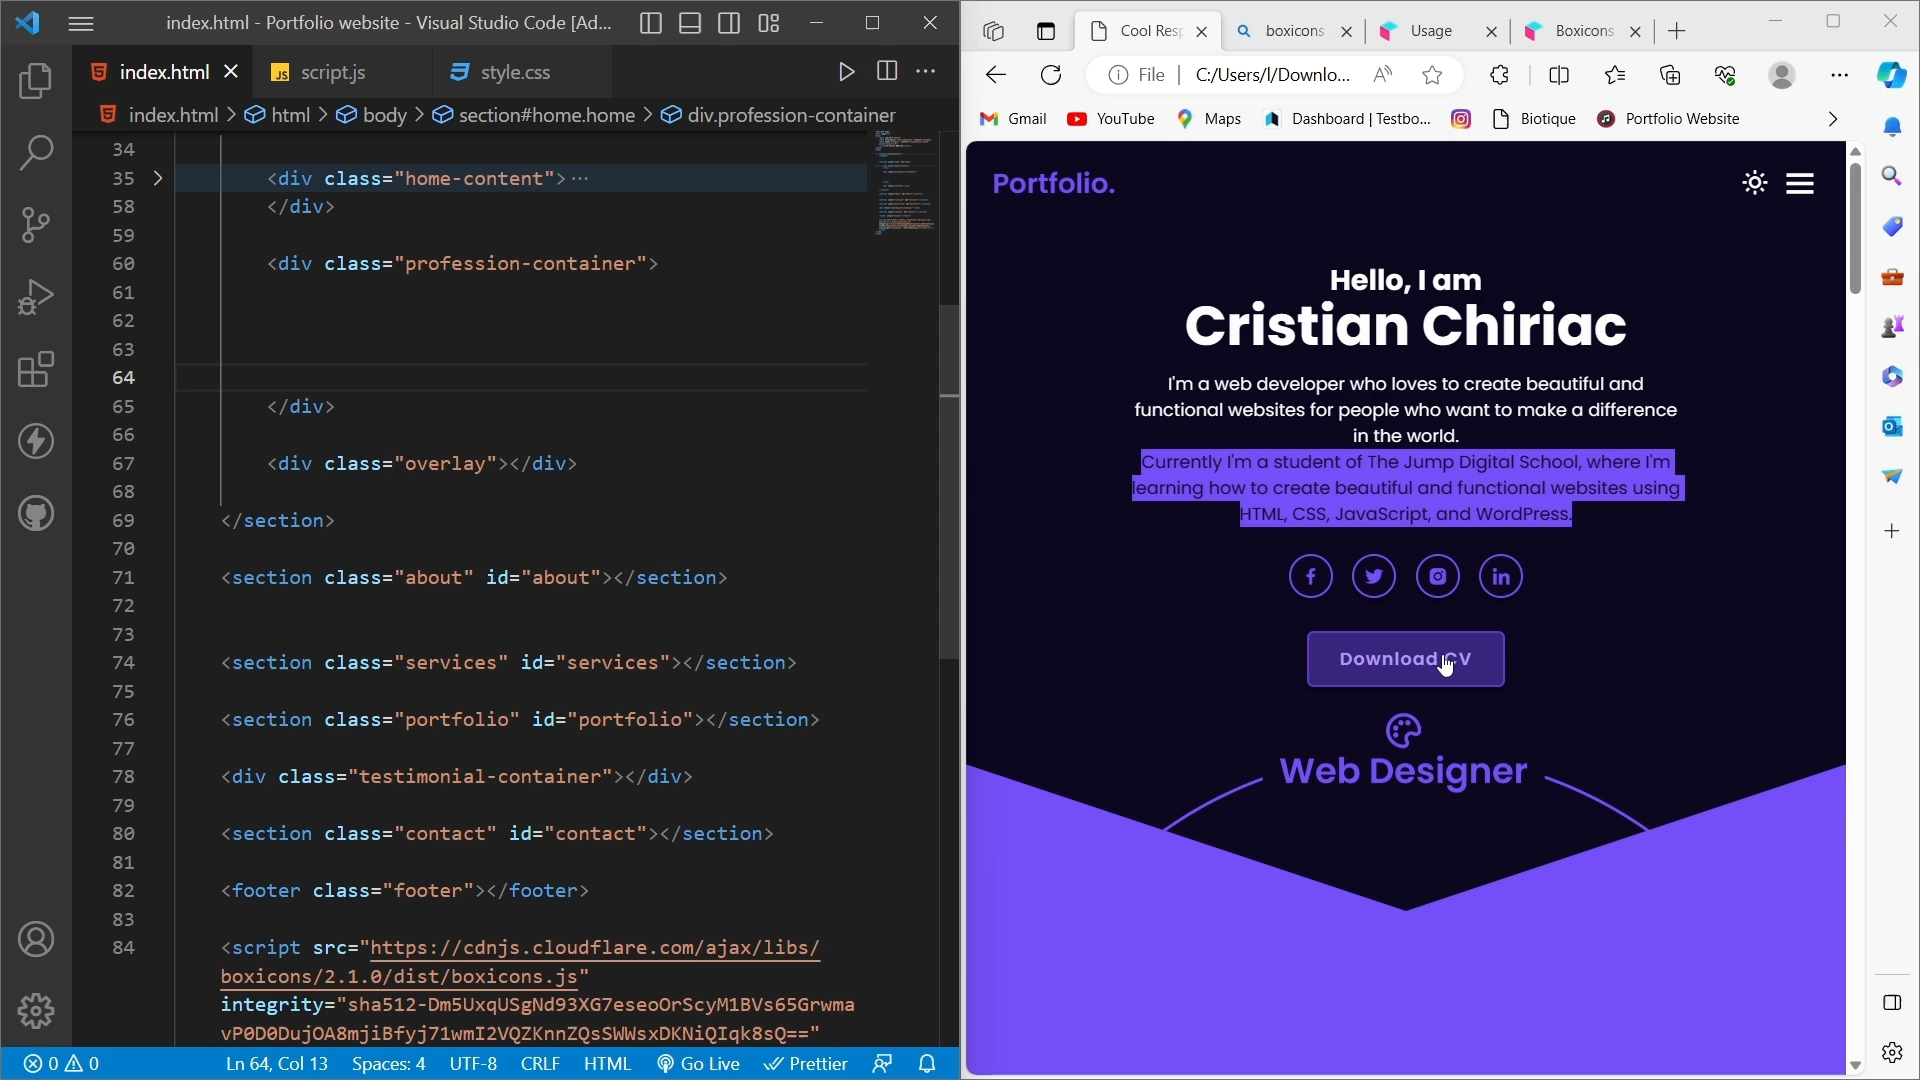 index.html - Portfolio website - Visual Studio Code [Ad...
index.html
script.js
style.css
index.html > html > body > section#home.home > div.profession-container
34
35 <div class="home-content"> ···
58 </div>
59
60 <div class="profession-container">
61
62
63
64
65 </div>
66
67 <div class="overlay"></div>
68
69 </section>
70
71 <section class="about" id="about"></section>
72
73
74 <section class="services" id="services"></section>
75
76 <section class="portfolio" id="portfolio"></section>
77
78 <div class="testimonial-container"></div>
79
80 <section class="contact" id="contact"></section>
81
82 <footer class="footer"></footer>
83
84 <script src="https://cdnjs.cloudflare.com/ajax/libs/
boxicons/2.1.0/dist/boxicons.js"
integrity="sha512-Dm5UxqUSgNd93XG7eseoOrScyM1BVs65Grwma
vP0D0DujOA8mjiBfyj71wmI2VQZKnnZQsSWWsxDKNiQIqk8sQ=="
0 0 Ln 64, Col 13 Spaces: 4 UTF-8 CRLF HTML Go Live Prettier
Cool Resp
boxicons
Usage
Boxicons
File C:/Users/l/Downlo...
Gmail YouTube Maps Dashboard | Testbo... Biotique Portfolio Website
Portfolio.
Hello, I am
Cristian Chiriac
I'm a web developer who loves to create beautiful and
functional websites for people who want to make a difference
in the world.
Currently I'm a student of The Jump Digital School, where I'm
learning how to create beautiful and functional websites using
HTML, CSS, JavaScript, and WordPress.
Download CV
Web Designer